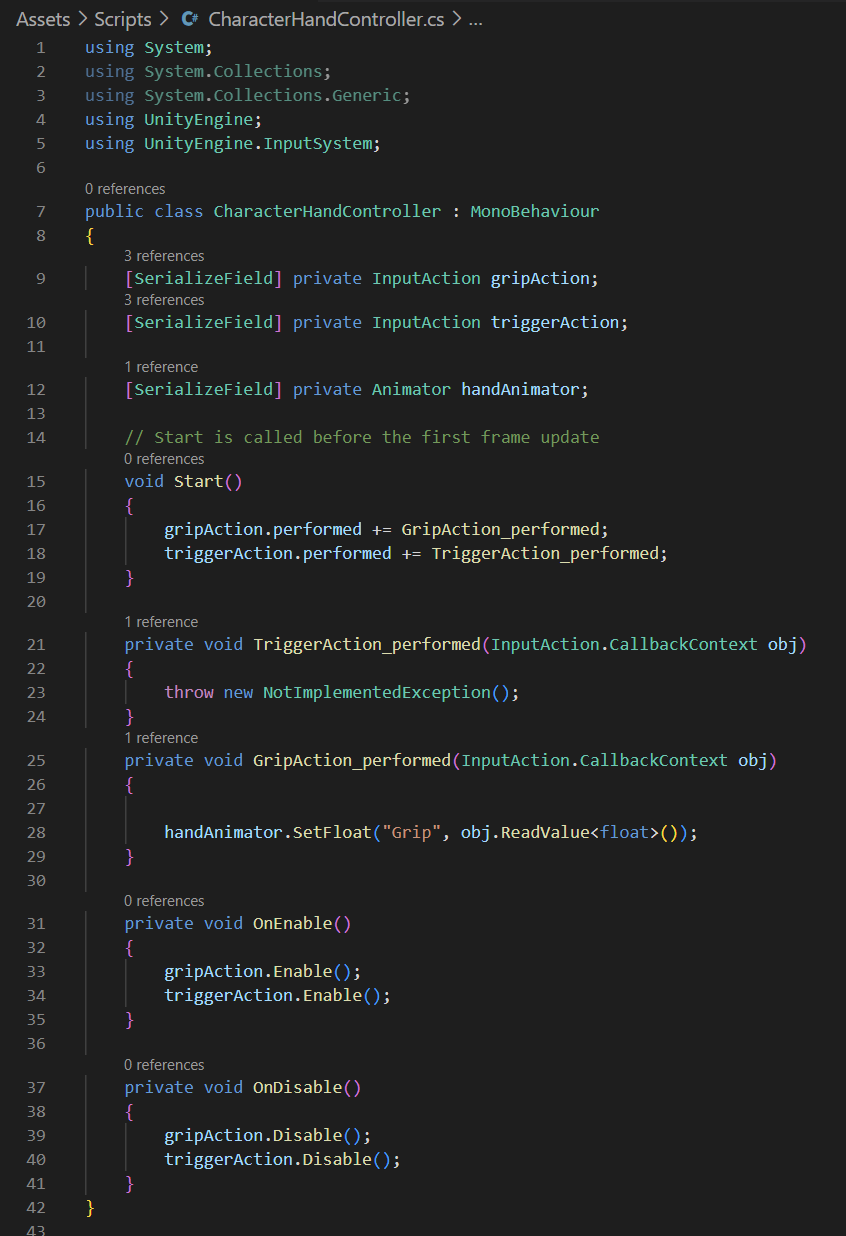 Assets > Scripts > C# CharacterHandController.cs > ...
1 using System;
2 using System.Collections;
3 using System.Collections.Generic;
4 using UnityEngine;
5 using UnityEngine.InputSystem;
6
0 references
7 public class CharacterHandController : MonoBehaviour
8 {
3 references
9 [SerializeField] private InputAction gripAction;
3 references
10 [SerializeField] private InputAction triggerAction;
11
1 reference
12 [SerializeField] private Animator handAnimator;
13
14 // Start is called before the first frame update
0 references
15 void Start()
16 {
17 gripAction.performed += GripAction_performed;
18 triggerAction.performed += TriggerAction_performed;
19 }
20
1 reference
21 private void TriggerAction_performed(InputAction.CallbackContext obj)
22 {
23 throw new NotImplementedException();
24 }
1 reference
25 private void GripAction_performed(InputAction.CallbackContext obj)
26 {
27
28 handAnimator.SetFloat("Grip", obj.ReadValue<float>());
29 }
30
0 references
31 private void OnEnable()
32 {
33 gripAction.Enable();
34 triggerAction.Enable();
35 }
36
0 references
37 private void OnDisable()
38 {
39 gripAction.Disable();
40 triggerAction.Disable();
41 }
42 }
43